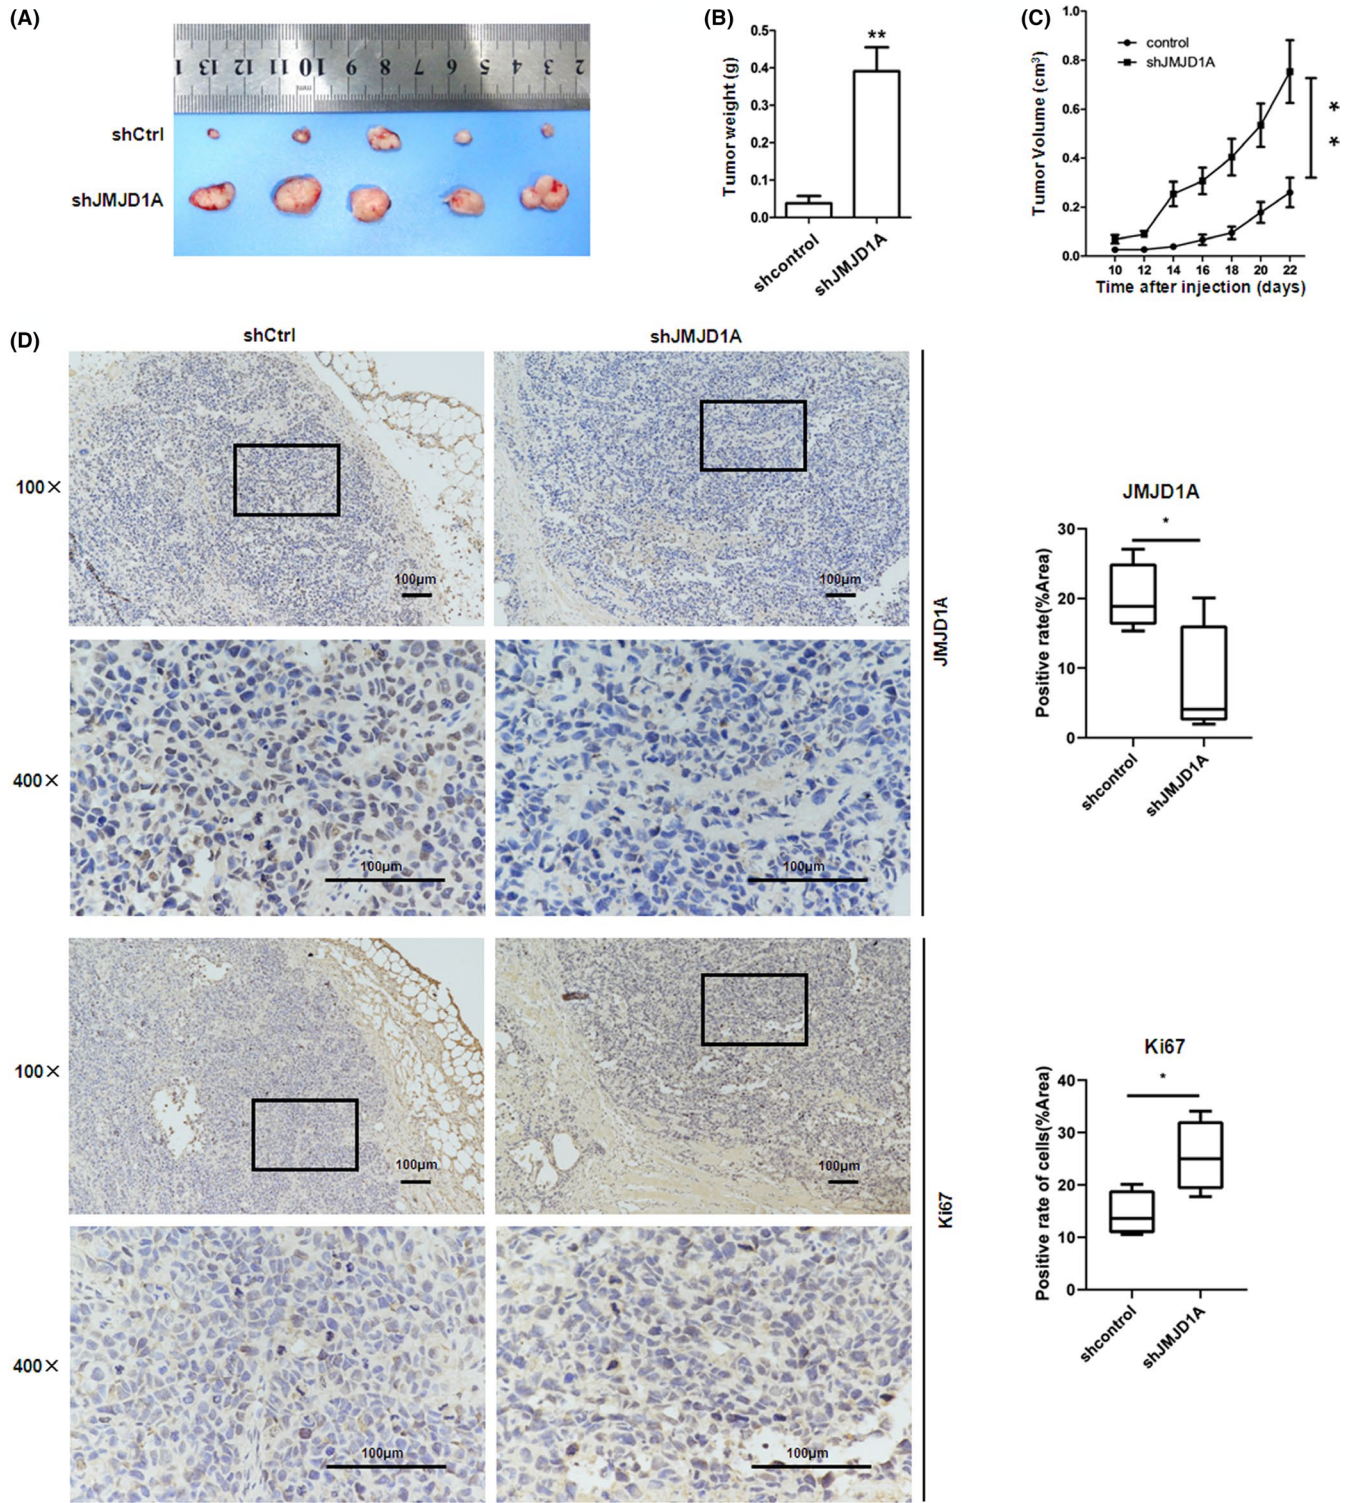 (A)
1 13 12 11 10 1 9 8 7 6 5 4 3 2
mm
shCtrl
shJMJD1A
(B)
Tumor weight (g)
0.5
0.4
0.3
0.2
0.1
0.0
**
shcontrol
shJMJD1A
(C)
Tumor Volume (cm³)
1.0
0.8
0.6
0.4
0.2
0.0
control
shJMJD1A
*
*
10 12 14 16 18 20 22
Time after injection (days)
(D)
shCtrl
shJMJD1A
100×
100μm
100μm
400×
100μm
100μm
JMJD1A
JMJD1A
Positive rate(%Area)
30
20
10
0
*
shcontrol
shJMJD1A
100×
100μm
100μm
400×
100μm
100μm
Ki67
Ki67
Positive rate of cells(%Area)
40
30
20
10
0
*
shcontrol
shJMJD1A